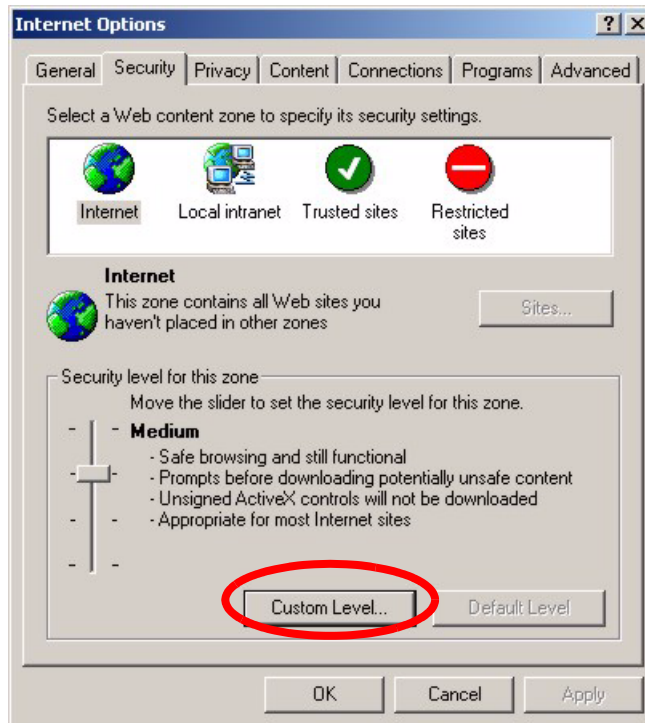 Internet Options
General Security Privacy Content Connections Programs Advanced
Select a Web content zone to specify its security settings.
Internet Local intranet Trusted sites Restricted
sites
Internet
This zone contains all Web sites you
haven't placed in other zones
Sites...
Security level for this zone
Move the slider to set the security level for this zone.
Medium
- Safe browsing and still functional
- Prompts before downloading potentially unsafe content
- Unsigned ActiveX controls will not be downloaded
- Appropriate for most Internet sites
Custom Level... Default Level
OK Cancel Apply